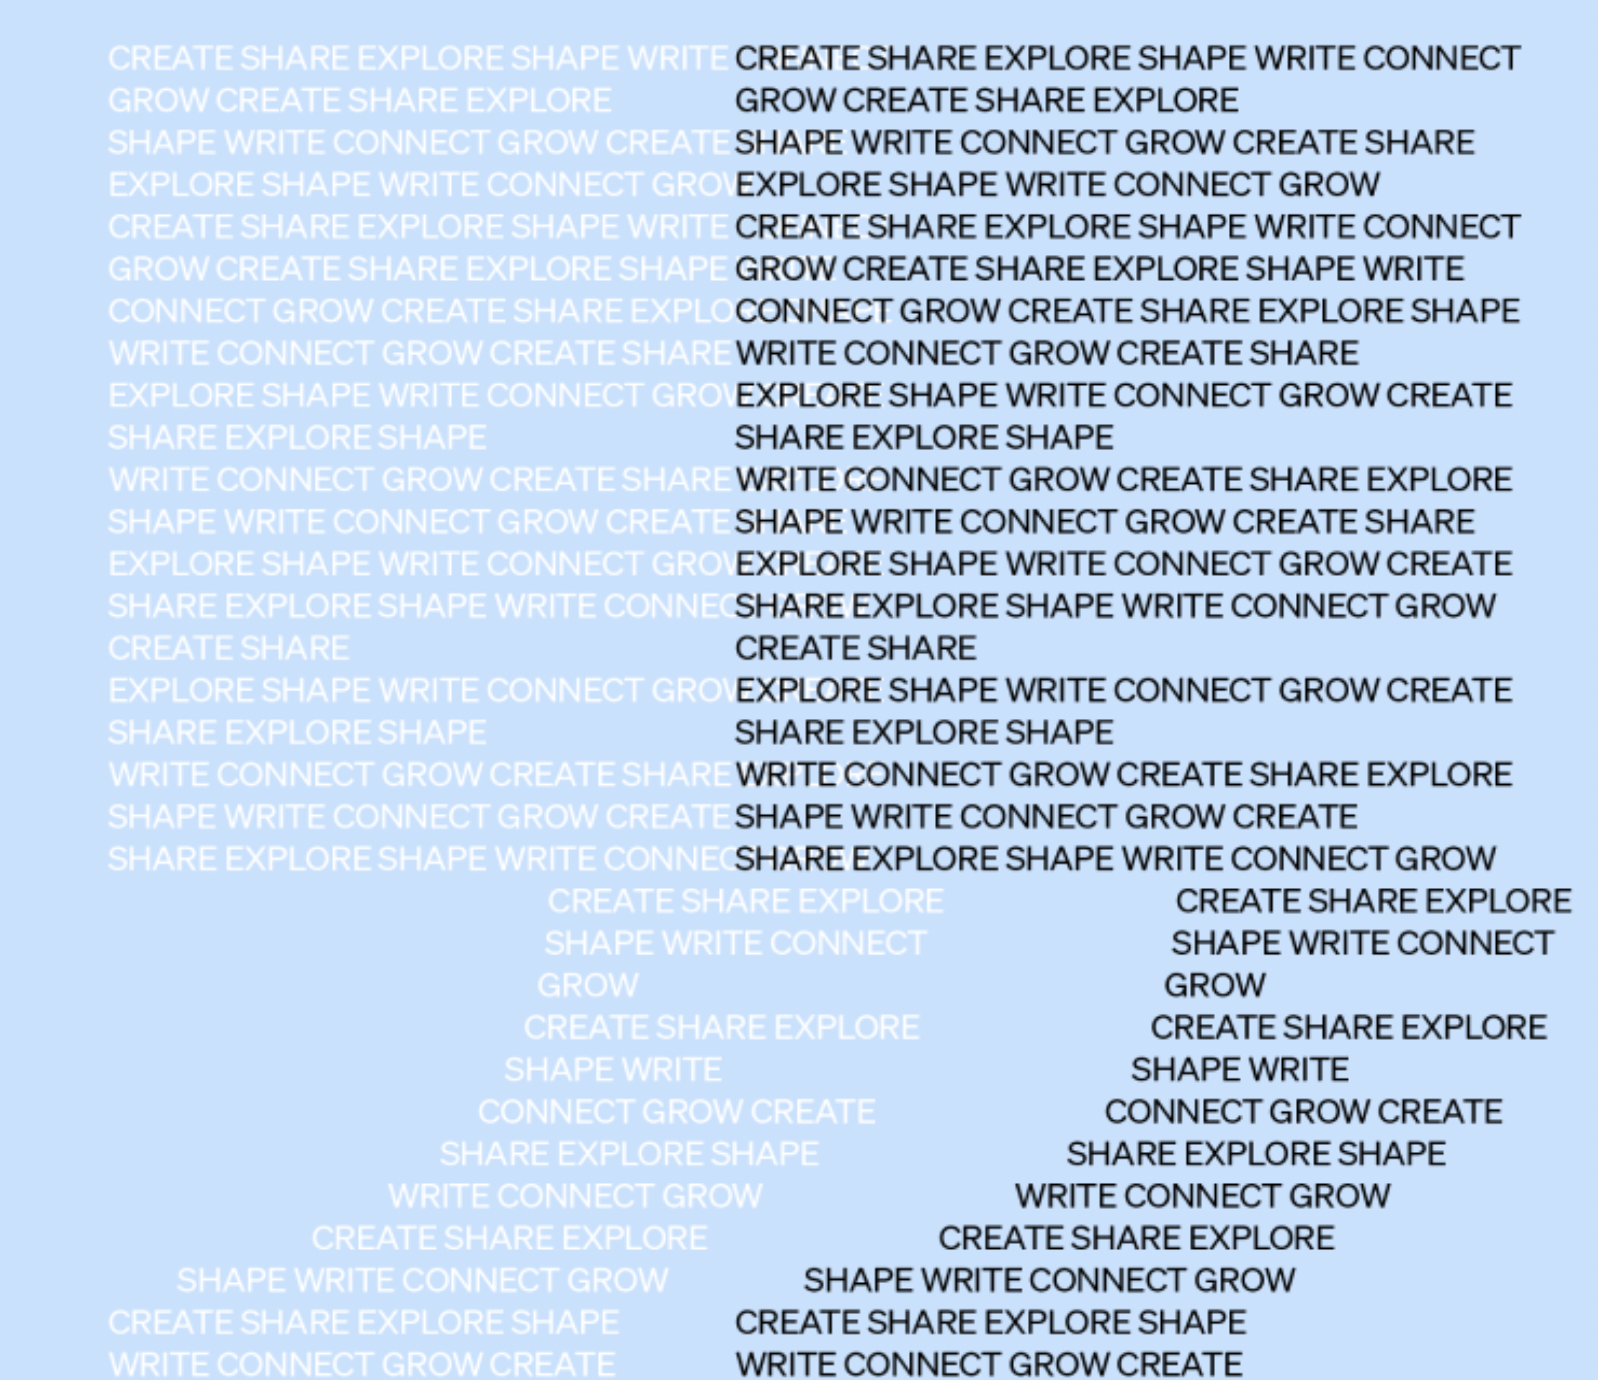 CREATE SHARE EXPLORE SHAPE WRITE
GROW CREATE SHARE EXPLORE
SHAPE WRITE CONNECT GROW CREATE
EXPLORE SHAPE WRITE CONNECT GROW
CREATE SHARE EXPLORE SHAPE WRITE
GROW CREATE SHARE EXPLORE SHAPE
CONNECT GROW CREATE SHARE EXPLORE
WRITE CONNECT GROW CREATE SHARE
EXPLORE SHAPE WRITE CONNECT GROW
SHARE EXPLORE SHAPE
WRITE CONNECT GROW CREATE SHARE
SHAPE WRITE CONNECT GROW CREATE
EXPLORE SHAPE WRITE CONNECT GROW
SHARE EXPLORE SHAPE WRITE CONNECT
CREATE SHARE
EXPLORE SHAPE WRITE CONNECT GROW
SHARE EXPLORE SHAPE
WRITE CONNECT GROW CREATE SHARE
SHAPE WRITE CONNECT GROW CREATE
SHARE EXPLORE SHAPE WRITE CONNECT
CREATE SHARE EXPLORE
SHAPE WRITE CONNECT
GROW
CREATE SHARE EXPLORE
SHAPE WRITE
CONNECT GROW CREATE
SHARE EXPLORE SHAPE
WRITE CONNECT GROW
CREATE SHARE EXPLORE
SHAPE WRITE CONNECT GROW
CREATE SHARE EXPLORE SHAPE
WRITE CONNECT GROW CREATE
CREATE SHARE EXPLORE SHAPE WRITE CONNECT
GROW CREATE SHARE EXPLORE
SHAPE WRITE CONNECT GROW CREATE SHARE
EXPLORE SHAPE WRITE CONNECT GROW
CREATE SHARE EXPLORE SHAPE WRITE CONNECT
GROW CREATE SHARE EXPLORE SHAPE WRITE
CONNECT GROW CREATE SHARE EXPLORE SHAPE
WRITE CONNECT GROW CREATE SHARE
EXPLORE SHAPE WRITE CONNECT GROW CREATE
SHARE EXPLORE SHAPE
WRITE CONNECT GROW CREATE SHARE EXPLORE
SHAPE WRITE CONNECT GROW CREATE SHARE
EXPLORE SHAPE WRITE CONNECT GROW CREATE
SHARE EXPLORE SHAPE WRITE CONNECT GROW
CREATE SHARE
EXPLORE SHAPE WRITE CONNECT GROW CREATE
SHARE EXPLORE SHAPE
WRITE CONNECT GROW CREATE SHARE EXPLORE
SHAPE WRITE CONNECT GROW CREATE
SHARE EXPLORE SHAPE WRITE CONNECT GROW
CREATE SHARE EXPLORE
SHAPE WRITE CONNECT
GROW
CREATE SHARE EXPLORE
SHAPE WRITE
CONNECT GROW CREATE
SHARE EXPLORE SHAPE
WRITE CONNECT GROW
CREATE SHARE EXPLORE
SHAPE WRITE CONNECT GROW
CREATE SHARE EXPLORE SHAPE
WRITE CONNECT GROW CREATE